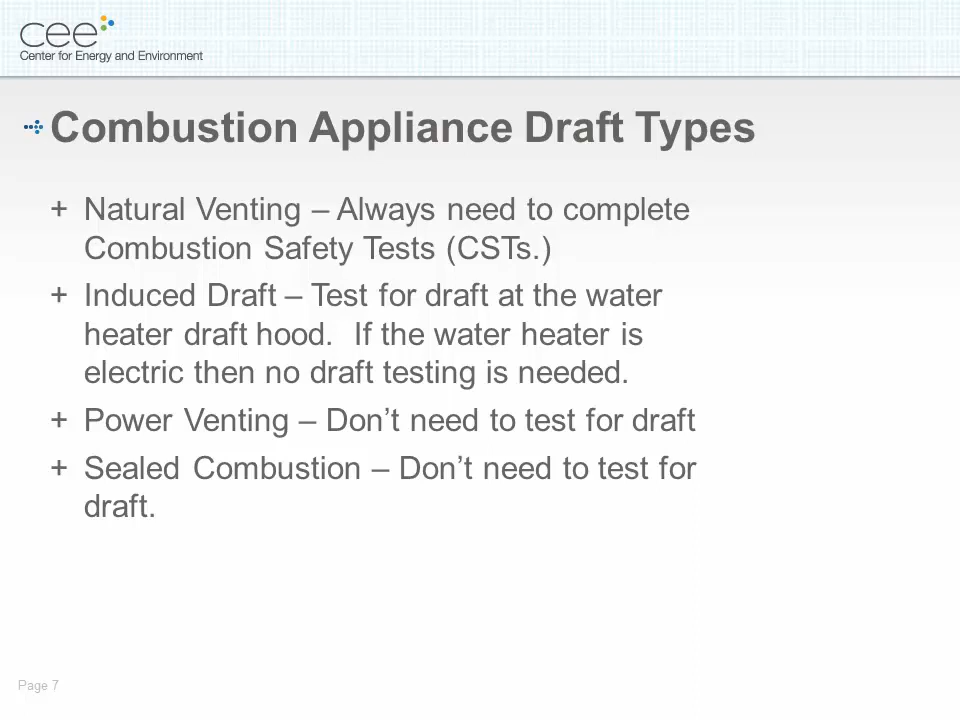 cee
Center for Energy and Environment
Combustion Appliance Draft Types
+ Natural Venting – Always need to complete
Combustion Safety Tests (CSTs.)
+ Induced Draft – Test for draft at the water
heater draft hood.  If the water heater is
electric then no draft testing is needed.
+ Power Venting – Don’t need to test for draft
+ Sealed Combustion – Don’t need to test for
draft.
Page 7